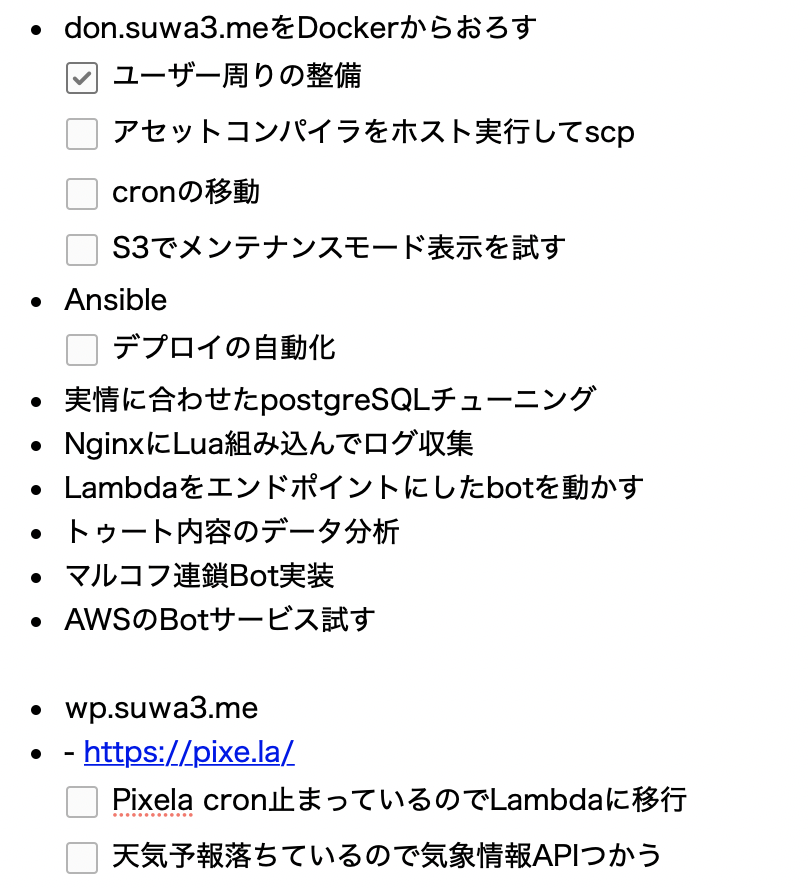 don.suwa3.meをDockerからおろす
ユーザー周りの整備
アセットコンパイラをホスト実行してscp
cronの移動
S3でメンテナンスモード表示を試す
Ansible
デプロイの自動化
実情に合わせたpostgreSQLチューニング
NginxにLua組み込んでログ収集
Lambdaをエンドポイントにしたbotを動かす
トゥート内容のデータ分析
マルコフ連鎖Bot実装
AWSのBotサービス試す
wp.suwa3.me
- https://pixe.la/
Pixela cron止まっているのでLambdaに移行
天気予報落ちているので気象情報APIつかう